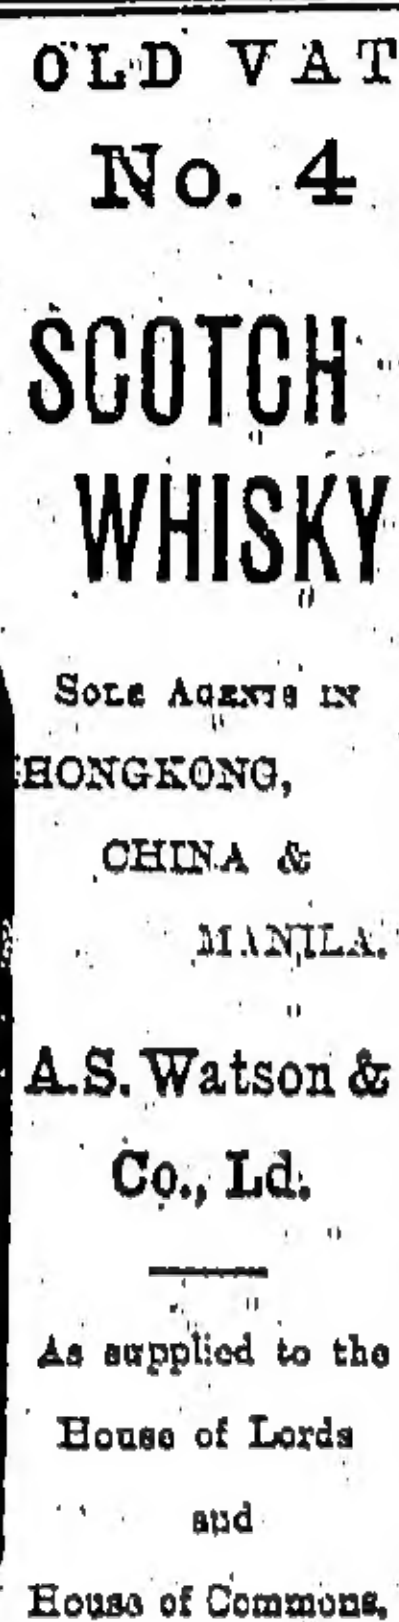 OLD VAT
No. 4
SCOTCH
WHISKY
SOLE AGENTS IN
HONGKONG,
CHINA &
MANILA.
A.S. Watson &
Co., Ld.
As supplied to the
House of Lords
and
House of Commons.